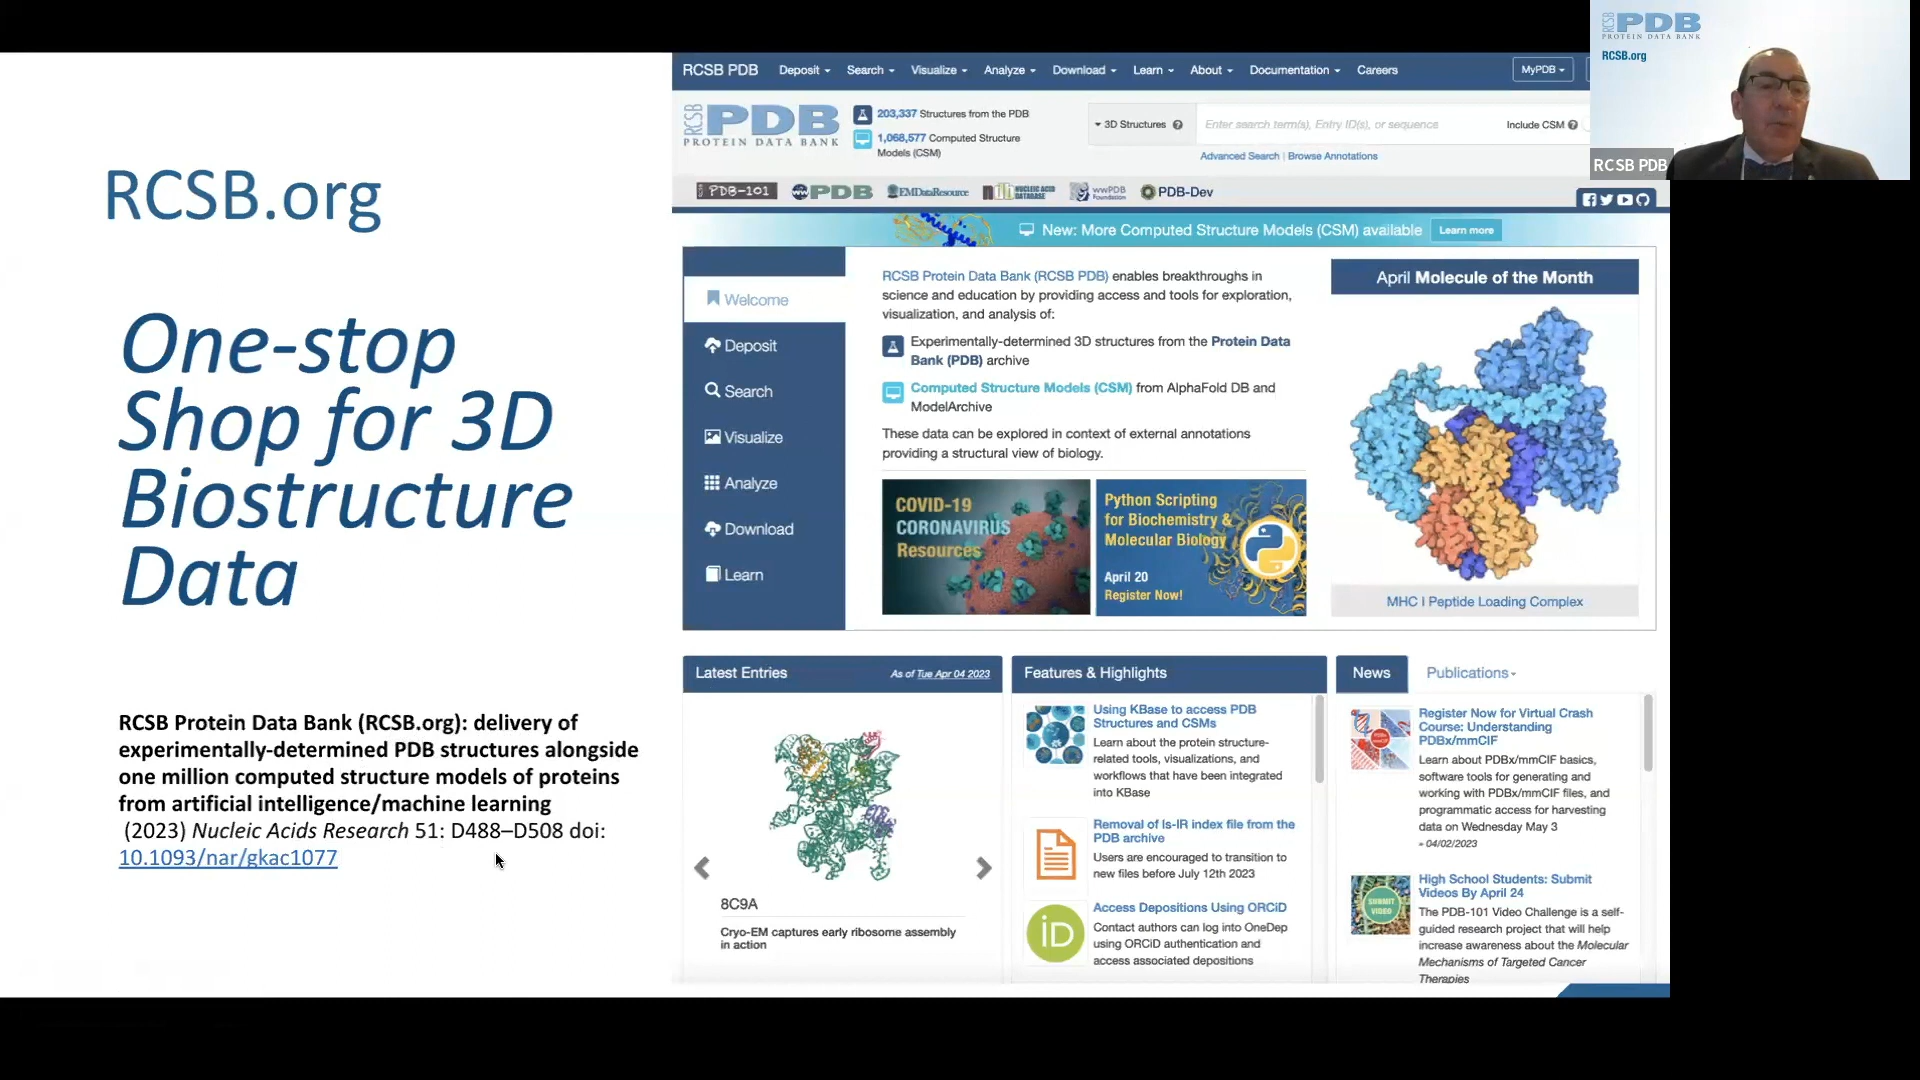 RCSB.org
One-stop
Shop for 3D
Biostructure
Data
RCSB Protein Data Bank (RCSB.org): delivery of
experimentally-determined PDB structures alongside
one million computed structure models of proteins
from artificial intelligence/machine learning
(2023) Nucleic Acids Research 51: D488–D508 doi:
10.1093/nar/gkac1077
RCSB PDB Deposit Search Visualize Analyze Download Learn About Documentation Careers MyPDB
RCSB PDB
PROTEIN DATA BANK
203,337 Structures from the PDB
1,068,577 Computed Structure
Models (CSM)
3D Structures Enter search term(s), Entry ID(s), or sequence Include CSM
Advanced Search | Browse Annotations
PDB-101 PDB EMDataResource NUCLEIC ACID DATABASE wwPDB Foundation PDB-Dev
New: More Computed Structure Models (CSM) available Learn more
Welcome
Deposit
Search
Visualize
Analyze
Download
Learn
RCSB Protein Data Bank (RCSB PDB) enables breakthroughs in
science and education by providing access and tools for exploration,
visualization, and analysis of:
Experimentally-determined 3D structures from the Protein Data
Bank (PDB) archive
Computed Structure Models (CSM) from AlphaFold DB and
ModelArchive
These data can be explored in context of external annotations
providing a structural view of biology.
COVID-19
CORONAVIRUS
Resources
Python Scripting
for Biochemistry &
Molecular Biology
April 20
Register Now!
April Molecule of the Month
MHC I Peptide Loading Complex
Latest Entries As of Tue Apr 04 2023
8C9A
Cryo-EM captures early ribosome assembly
in action
Features & Highlights
Using KBase to access PDB
Structures and CSMs
Learn about the protein structure-
related tools, visualizations, and
workflows that have been integrated
into KBase
Removal of ls-lR index file from the
PDB archive
Users are encouraged to transition to
new files before July 12th 2023
iD
Access Depositions Using ORCiD
Contact authors can log into OneDep
using ORCiD authentication and
access associated depositions
News Publications
Register Now for Virtual Crash
Course: Understanding
PDBx/mmCIF
Learn about PDBx/mmCIF basics,
software tools for generating and
working with PDBx/mmCIF files, and
programmatic access for harvesting
data on Wednesday May 3
» 04/02/2023
SUBMIT
VIDEO
High School Students: Submit
Videos By April 24
The PDB-101 Video Challenge is a self-
guided research project that will help
increase awareness about the Molecular
Mechanisms of Targeted Cancer
Therapies
RCSB PDB
PROTEIN DATA BANK
RCSB.org
RCSB PDB